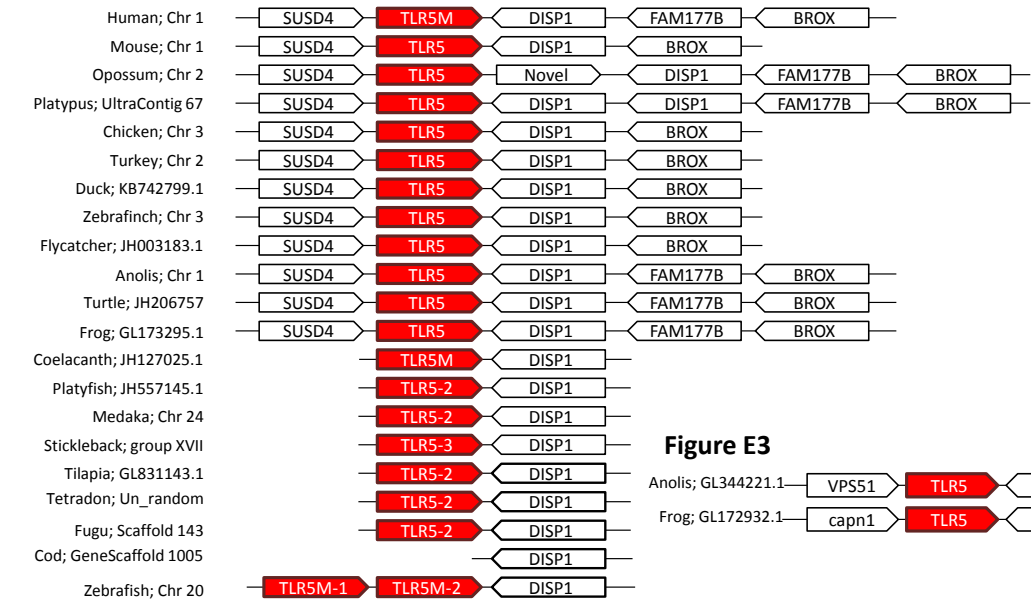 Human; Chr 1 SUSD4 TLR5M DISP1 FAM177B BROX
Mouse; Chr 1 SUSD4 TLR5 DISP1 BROX
Opossum; Chr 2 SUSD4 TLR5 Novel DISP1 FAM177B BROX
Platypus; UltraContig 67 SUSD4 TLR5 DISP1 DISP1 FAM177B BROX
Chicken; Chr 3 SUSD4 TLR5 DISP1 BROX
Turkey; Chr 2 SUSD4 TLR5 DISP1 BROX
Duck; KB742799.1 SUSD4 TLR5 DISP1 BROX
Zebrafinch; Chr 3 SUSD4 TLR5 DISP1 BROX
Flycatcher; JH003183.1 SUSD4 TLR5 DISP1 BROX
Anolis; Chr 1 SUSD4 TLR5 DISP1 FAM177B BROX
Turtle; JH206757 SUSD4 TLR5 DISP1 FAM177B BROX
Frog; GL173295.1 SUSD4 TLR5 DISP1 FAM177B BROX
Coelacanth; JH127025.1 TLR5M DISP1
Platyfish; JH557145.1 TLR5-2 DISP1
Medaka; Chr 24 TLR5-2 DISP1
Stickleback; group XVII TLR5-3 DISP1
Tilapia; GL831143.1 TLR5-2 DISP1
Tetradon; Un_random TLR5-2 DISP1
Fugu; Scaffold 143 TLR5-2 DISP1
Cod; GeneScaffold 1005 DISP1
Zebrafish; Chr 20 TLR5M-1 TLR5M-2 DISP1
Figure E3
Anolis; GL344221.1 VPS51 TLR5
Frog; GL172932.1 capn1 TLR5